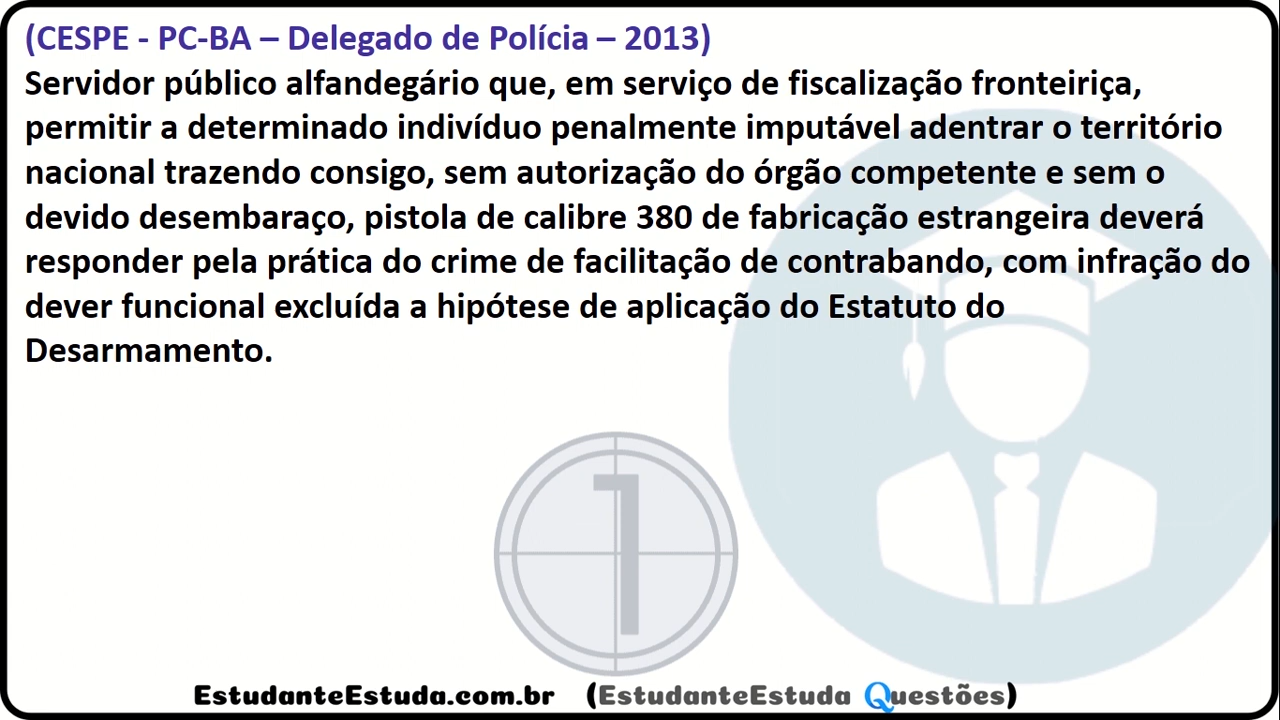 (CESPE - PC-BA – Delegado de Polícia – 2013)
Servidor público alfandegário que, em serviço de fiscalização fronteiriça,
permitir a determinado indivíduo penalmente imputável adentrar o território
nacional trazendo consigo, sem autorização do órgão competente e sem o
devido desembaraço, pistola de calibre 380 de fabricação estrangeira deverá
responder pela prática do crime de facilitação de contrabando, com infração do
dever funcional excluída a hipótese de aplicação do Estatuto do
Desarmamento.
1
EstudanteEstuda.com.br (EstudanteEstuda Questões)